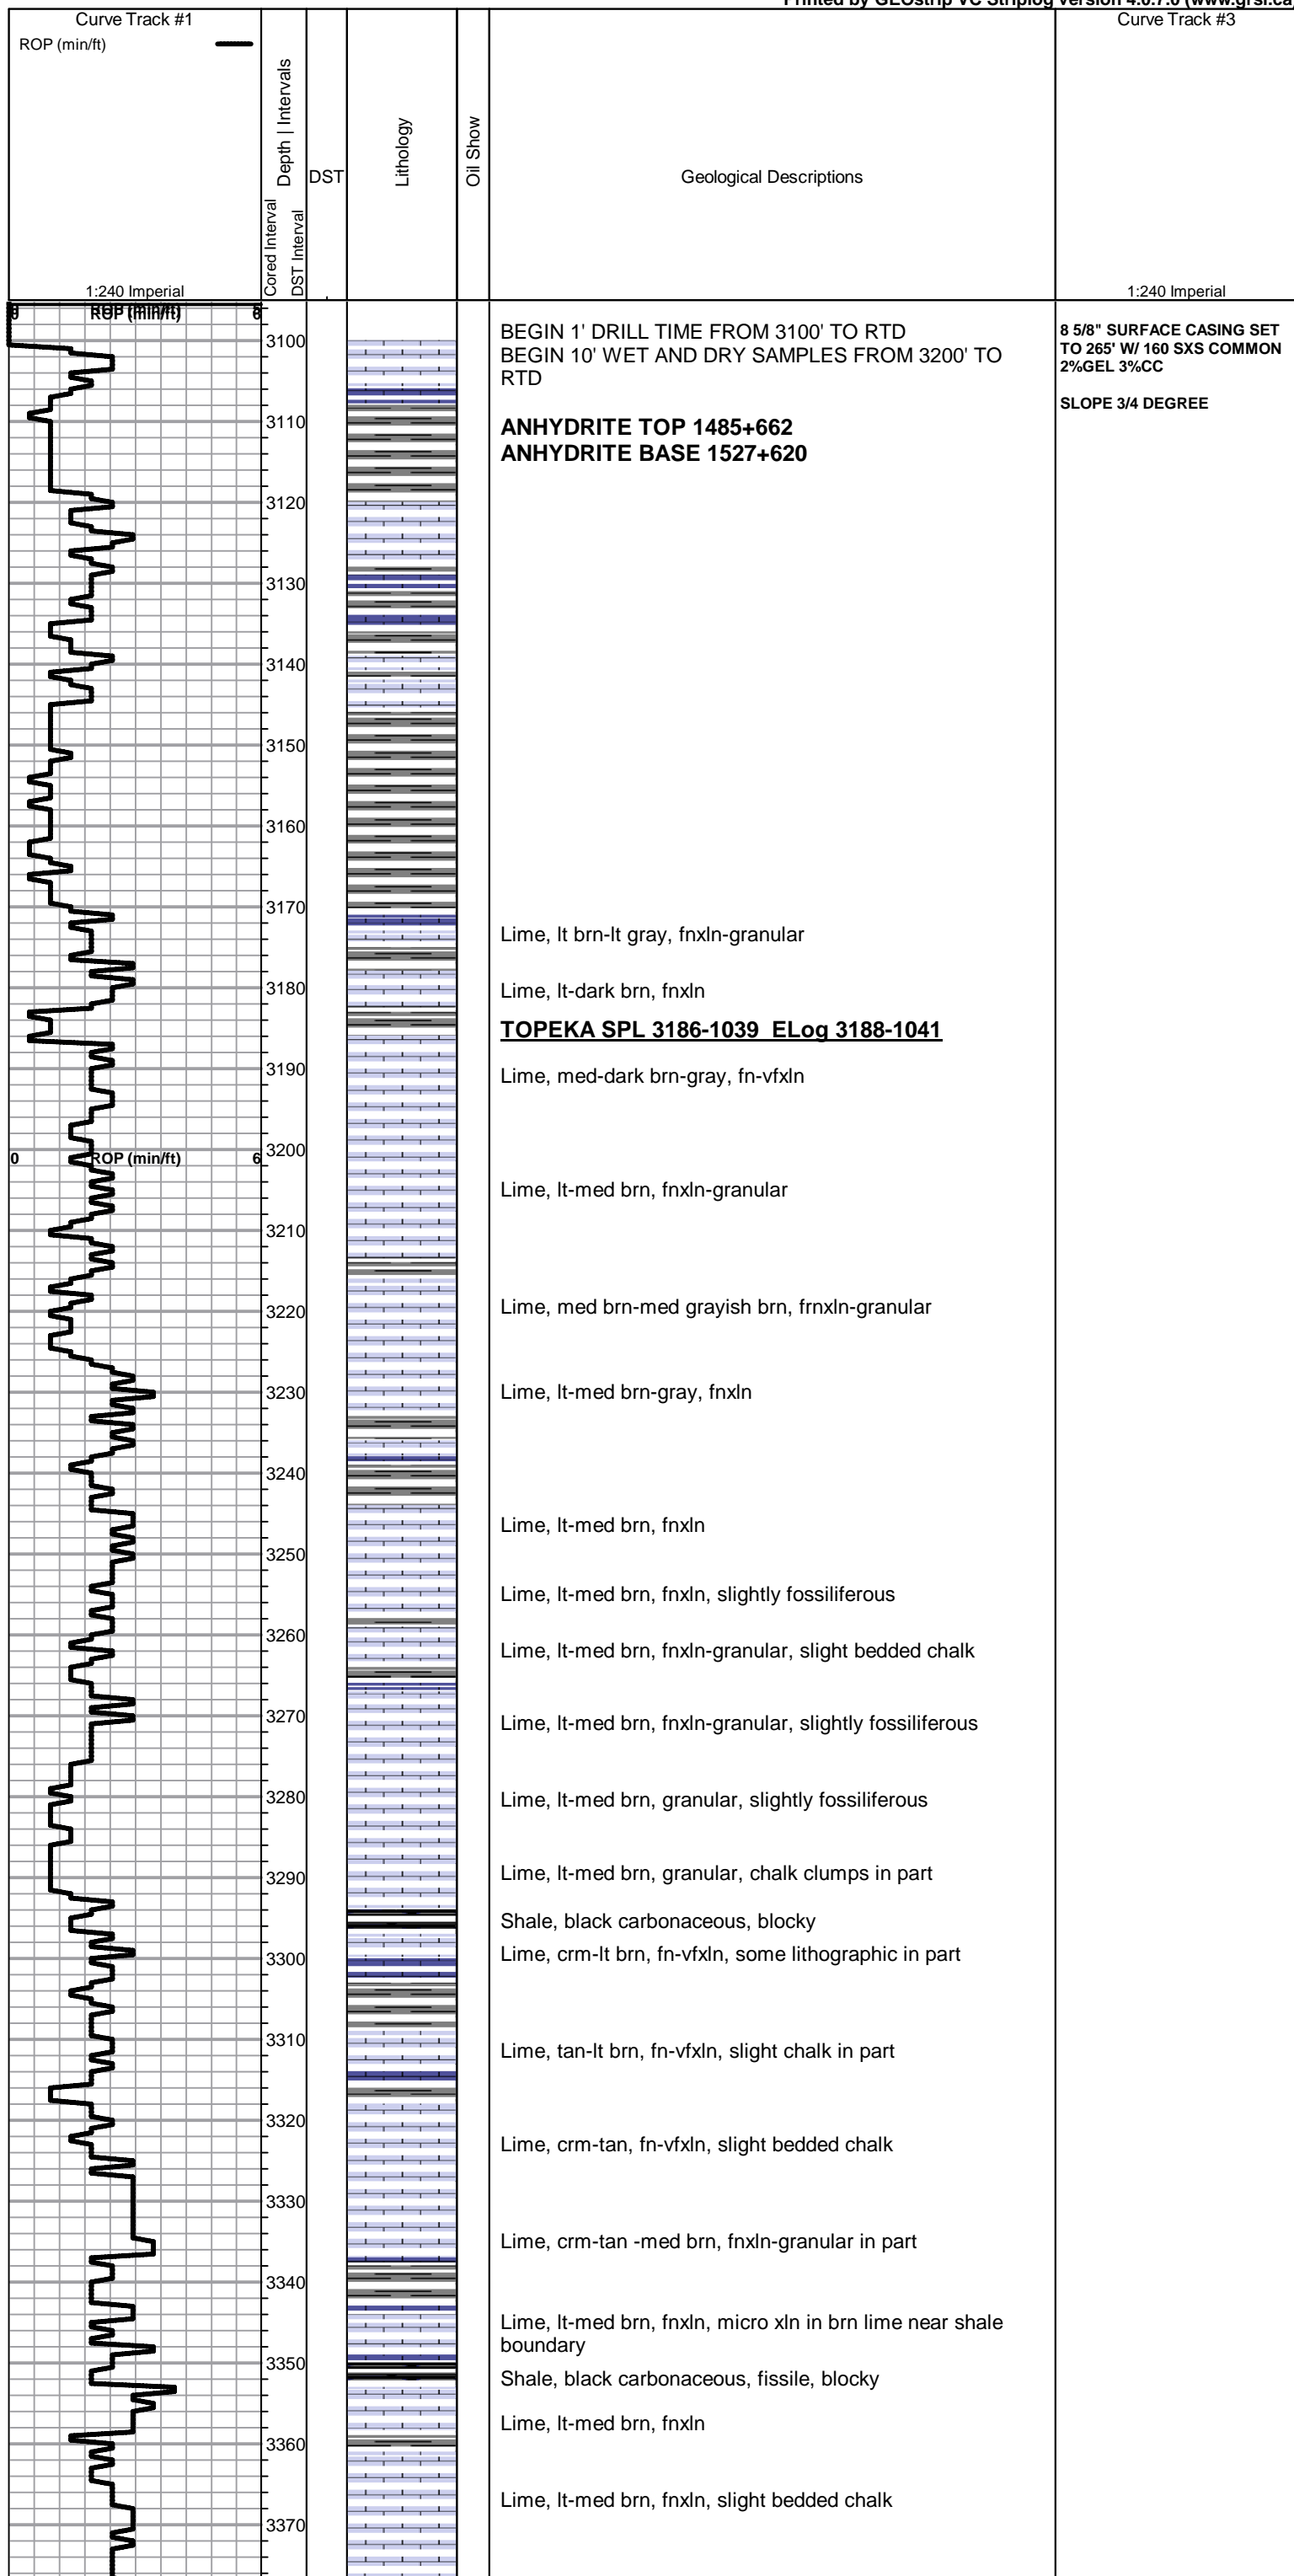 Printed by GEOstrip VC Striplog version 4.0.7.0 (www.grsi.ca)
Curve Track #1
ROP (min/ft)
1:240 Imperial
Depth | Intervals
Cored Interval
DST Interval
DST
Lithology
Oil Show
Geological Descriptions
Curve Track #3
1:240 Imperial
ROP (min/ft)
3100
BEGIN 1' DRILL TIME FROM 3100' TO RTD
BEGIN 10' WET AND DRY SAMPLES FROM 3200' TO
RTD
8 5/8" SURFACE CASING SET
TO 265' W/ 160 SXS COMMON
2%GEL 3%CC
SLOPE 3/4 DEGREE
3110
ANHYDRITE TOP 1485+662
ANHYDRITE BASE 1527+620
3120
3130
3140
3150
3160
3170
Lime, lt brn-lt gray, fnxln-granular
3180
Lime, lt-dark brn, fnxln
TOPEKA SPL 3186-1039 ELog 3188-1041
3190
Lime, med-dark brn-gray, fn-vfxln
3200
0 ROP (min/ft) 6
Lime, lt-med brn, fnxln-granular
3210
3220
Lime, med brn-med grayish brn, frnxln-granular
3230
Lime, lt-med brn-gray, fnxln
3240
Lime, lt-med brn, fnxln
3250
Lime, lt-med brn, fnxln, slightly fossiliferous
3260
Lime, lt-med brn, fnxln-granular, slight bedded chalk
3270
Lime, lt-med brn, fnxln-granular, slightly fossiliferous
3280
Lime, lt-med brn, granular, slightly fossiliferous
3290
Lime, lt-med brn, granular, chalk clumps in part
Shale, black carbonaceous, blocky
3300
Lime, crm-lt brn, fn-vfxln, some lithographic in part
3310
Lime, tan-lt brn, fn-vfxln, slight chalk in part
3320
Lime, crm-tan, fn-vfxln, slight bedded chalk
3330
Lime, crm-tan -med brn, fnxln-granular in part
3340
Lime, lt-med brn, fnxln, micro xln in brn lime near shale
boundary
3350
Shale, black carbonaceous, fissile, blocky
Lime, lt-med brn, fnxln
3360
Lime, lt-med brn, fnxln, slight bedded chalk
3370